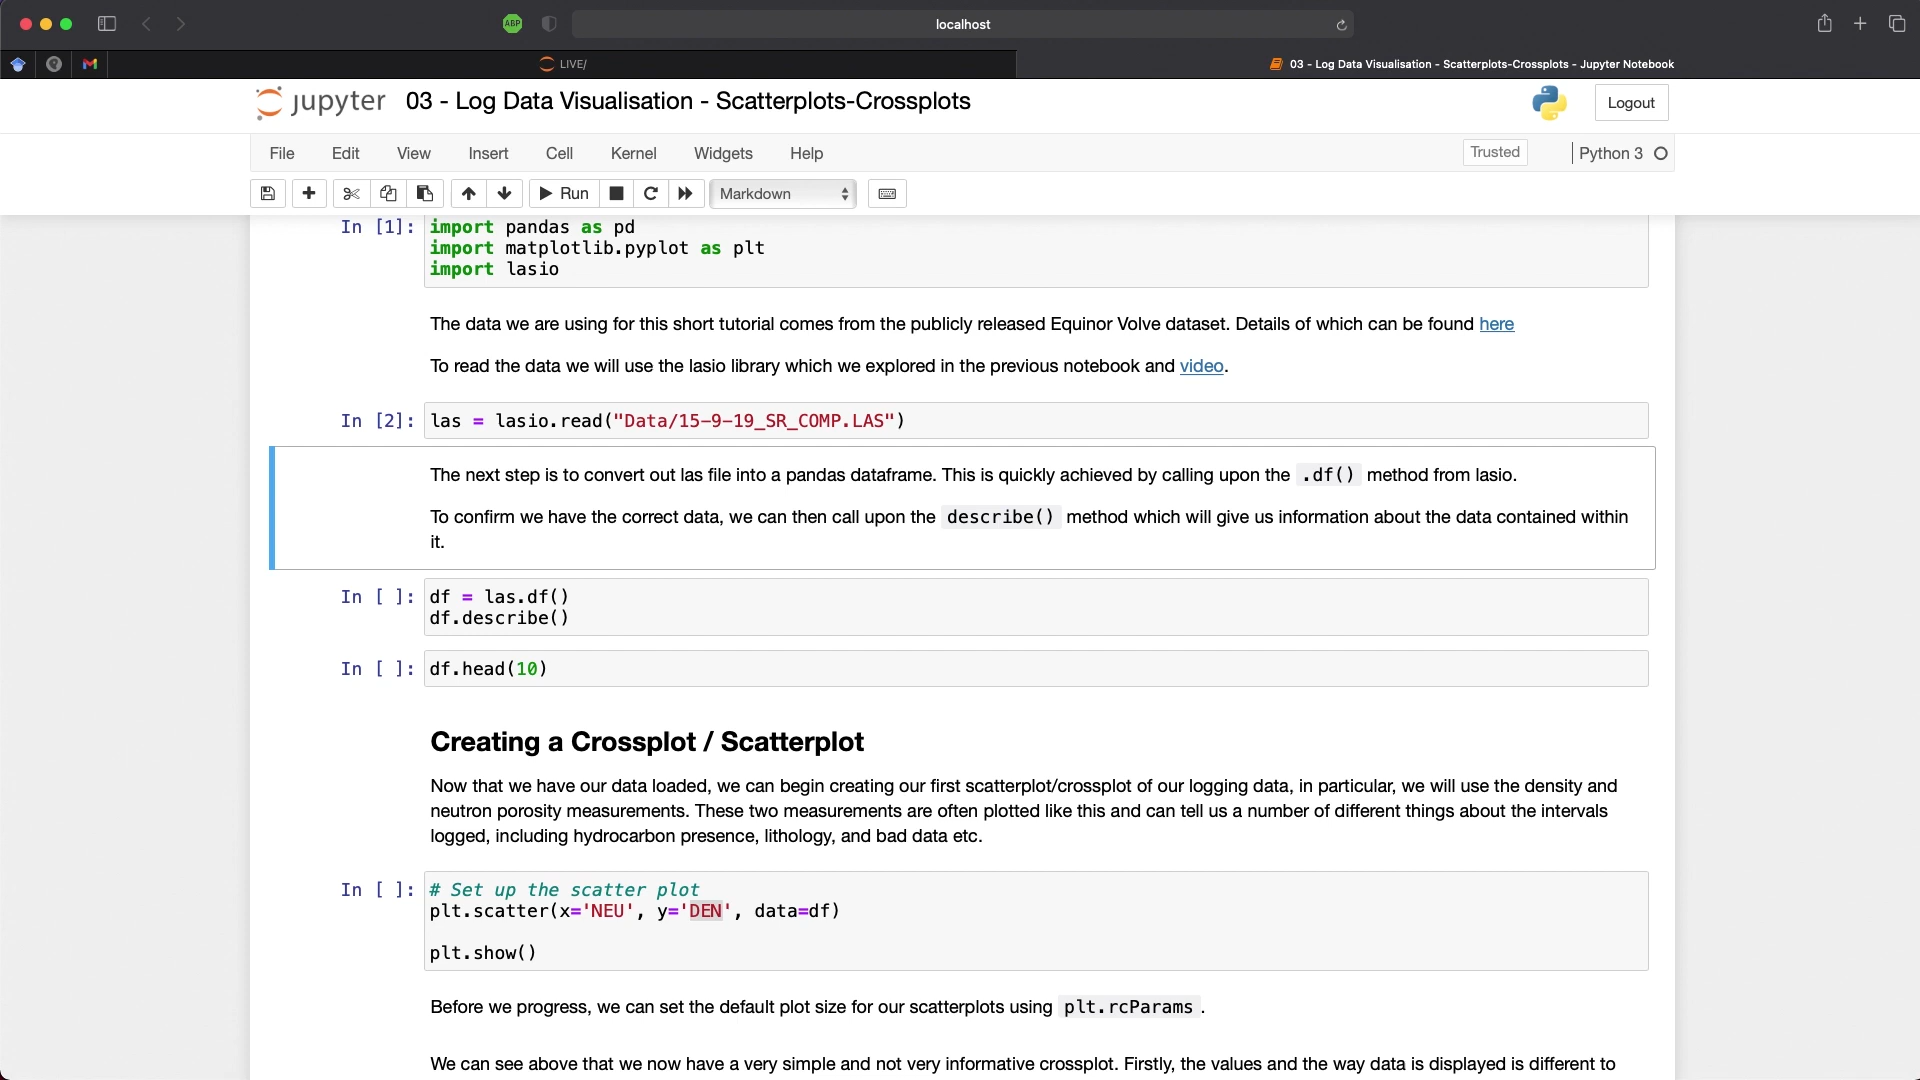 ABP
localhost
LIVE/
03 - Log Data Visualisation - Scatterplots-Crossplots - Jupyter Notebook
jupyter 03 - Log Data Visualisation - Scatterplots-Crossplots
Logout
File Edit View Insert Cell Kernel Widgets Help
Trusted
Python 3
Run
Markdown
In [1]: import pandas as pd
import matplotlib.pyplot as plt
import lasio
The data we are using for this short tutorial comes from the publicly released Equinor Volve dataset. Details of which can be found here
To read the data we will use the lasio library which we explored in the previous notebook and video.
In [2]: las = lasio.read("Data/15-9-19_SR_COMP.LAS")
The next step is to convert out las file into a pandas dataframe. This is quickly achieved by calling upon the .df() method from lasio.
To confirm we have the correct data, we can then call upon the describe() method which will give us information about the data contained within
it.
In [ ]: df = las.df()
df.describe()
In [ ]: df.head(10)
Creating a Crossplot / Scatterplot
Now that we have our data loaded, we can begin creating our first scatterplot/crossplot of our logging data, in particular, we will use the density and
neutron porosity measurements. These two measurements are often plotted like this and can tell us a number of different things about the intervals
logged, including hydrocarbon presence, lithology, and bad data etc.
In [ ]: # Set up the scatter plot
plt.scatter(x='NEU', y='DEN', data=df)
plt.show()
Before we progress, we can set the default plot size for our scatterplots using plt.rcParams .
We can see above that we now have a very simple and not very informative crossplot. Firstly, the values and the way data is displayed is different to